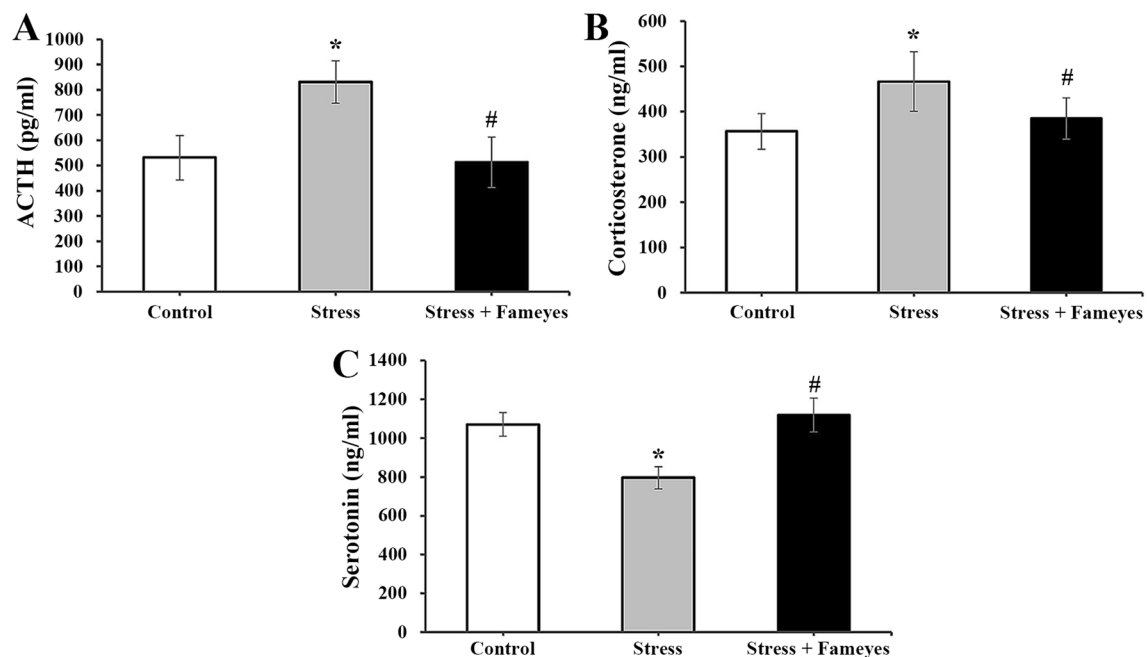 A
ACTH (pg/ml)
1000
900
800
700
600
500
400
300
200
100
0
*
#
Control
Stress
Stress + Fameyes
B
Corticosterone (ng/ml)
600
500
400
300
200
100
0
*
#
Control
Stress
Stress + Fameyes
C
Serotonin (ng/ml)
1400
1200
1000
800
600
400
200
0
*
#
Control
Stress
Stress + Fameyes